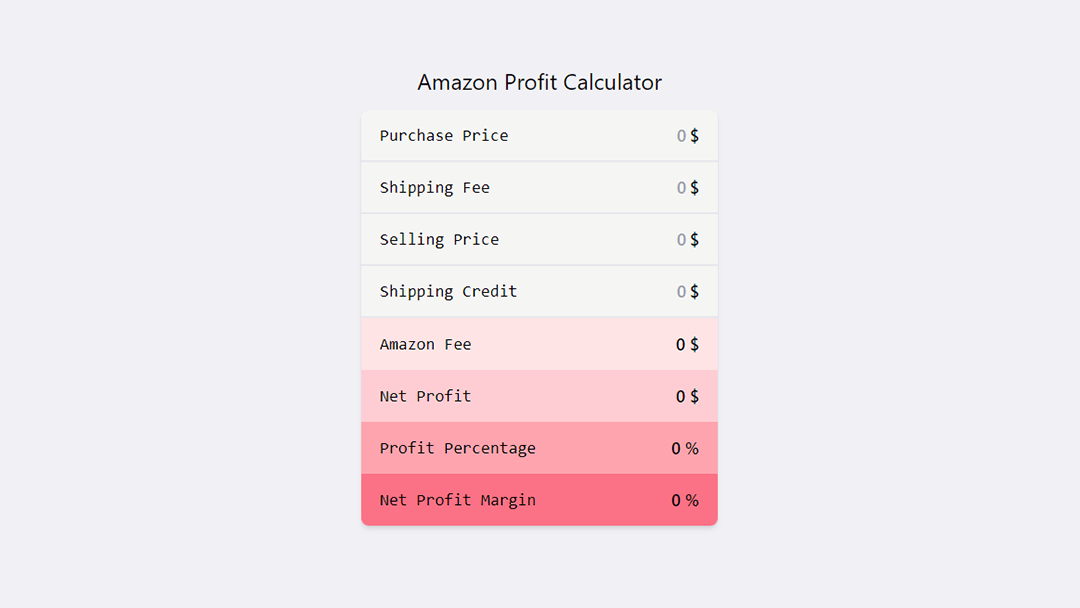 Amazon Profit Calculator
Purchase Price 0 $
Shipping Fee 0 $
Selling Price 0 $
Shipping Credit 0 $
Amazon Fee 0 $
Net Profit 0 $
Profit Percentage 0 %
Net Profit Margin 0 %